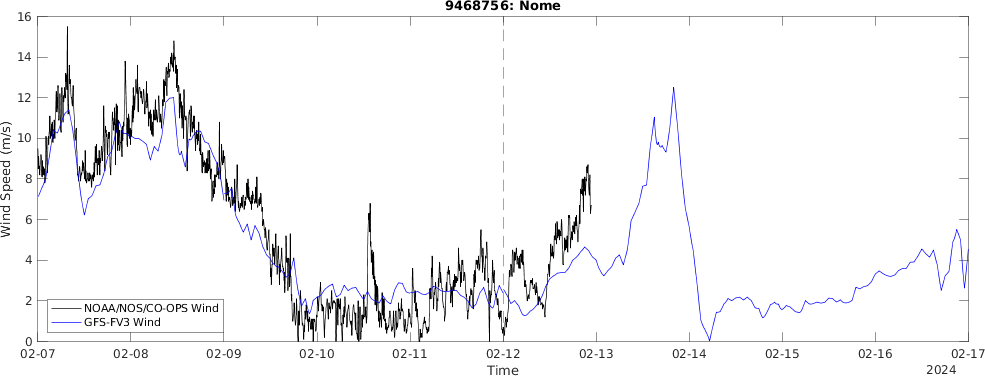 9468756: Nome
Wind Speed (m/s)
16
14
12
10
8
6
4
2
0
NOAA/NOS/CO-OPS Wind
GFS-FV3 Wind
02-07 02-08 02-09 02-10 02-11 02-12 02-13 02-14 02-15 02-16 02-17
Time
2024